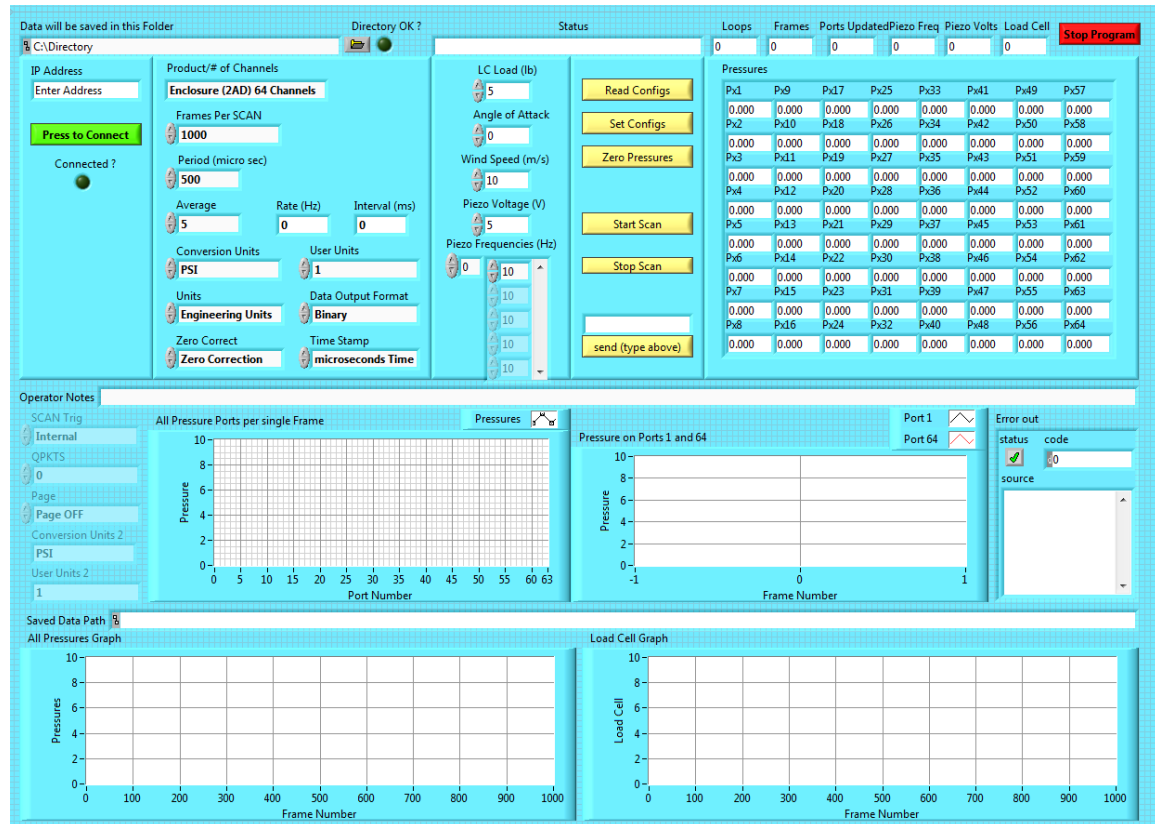 Data will be saved in this Folder
Directory OK ?
Status
Loops
Frames
Ports Updated
Piezo Freq
Piezo Volts
Load Cell
C:\Directory
0
0
0
0
0
0
Stop Program
IP Address
Enter Address
Press to Connect
Connected ?
Product/# of Channels
Enclosure (2AD) 64 Channels
Frames Per SCAN
1000
Period (micro sec)
500
Average
Rate (Hz)
Interval (ms)
5
0
0
Conversion Units
User Units
PSI
1
Units
Data Output Format
Engineering Units
Binary
Zero Correct
Time Stamp
Zero Correction
microseconds Time
LC Load (lb)
5
Angle of Attack
0
Wind Speed (m/s)
10
Piezo Voltage (V)
5
Piezo Frequencies (Hz)
0
10
10
10
10
10
Read Configs
Set Configs
Zero Pressures
Start Scan
Stop Scan
send (type above)
Pressures
Px1 Px9 Px17 Px25 Px33 Px41 Px49 Px57
0.000 0.000 0.000 0.000 0.000 0.000 0.000 0.000
Px2 Px10 Px18 Px26 Px34 Px42 Px50 Px58
0.000 0.000 0.000 0.000 0.000 0.000 0.000 0.000
Px3 Px11 Px19 Px27 Px35 Px43 Px51 Px59
0.000 0.000 0.000 0.000 0.000 0.000 0.000 0.000
Px4 Px12 Px20 Px28 Px36 Px44 Px52 Px60
0.000 0.000 0.000 0.000 0.000 0.000 0.000 0.000
Px5 Px13 Px21 Px29 Px37 Px45 Px53 Px61
0.000 0.000 0.000 0.000 0.000 0.000 0.000 0.000
Px6 Px14 Px22 Px30 Px38 Px46 Px54 Px62
0.000 0.000 0.000 0.000 0.000 0.000 0.000 0.000
Px7 Px15 Px23 Px31 Px39 Px47 Px55 Px63
0.000 0.000 0.000 0.000 0.000 0.000 0.000 0.000
Px8 Px16 Px24 Px32 Px40 Px48 Px56 Px64
0.000 0.000 0.000 0.000 0.000 0.000 0.000 0.000
Operator Notes
SCAN Trig
Internal
QPKTS
0
Page
Page OFF
Conversion Units 2
PSI
User Units 2
1
All Pressure Ports per single Frame
Pressures
10
8
6
4
2
0
Pressure
0 5 10 15 20 25 30 35 40 45 50 55 60 63
Port Number
Pressure on Ports 1 and 64
Port 1
Port 64
10
8
6
4
2
0
Pressure
-1 0 1
Frame Number
Error out
status
code
0
source
Saved Data Path
All Pressures Graph
10
8
6
4
2
0
Pressures
0 100 200 300 400 500 600 700 800 900 1000
Frame Number
Load Cell Graph
10
8
6
4
2
0
Load Cell
0 100 200 300 400 500 600 700 800 900 1000
Frame Number